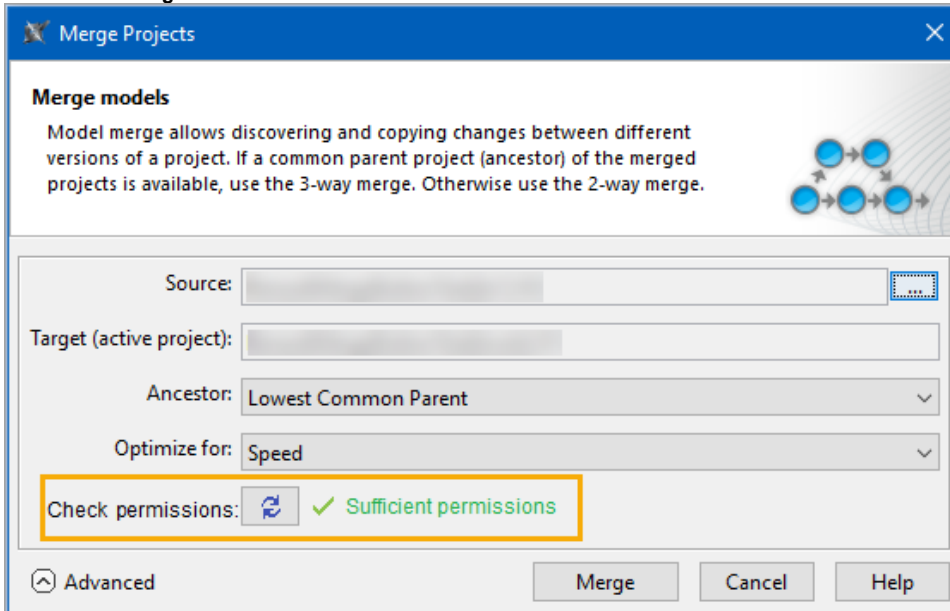 Merge Projects
Merge models
Model merge allows discovering and copying changes between different
versions of a project. If a common parent project (ancestor) of the merged
projects is available, use the 3-way merge. Otherwise use the 2-way merge.
Source:
...
Target (active project):
Ancestor: Lowest Common Parent
Optimize for: Speed
Check permissions: Sufficient permissions
Advanced Merge Cancel Help